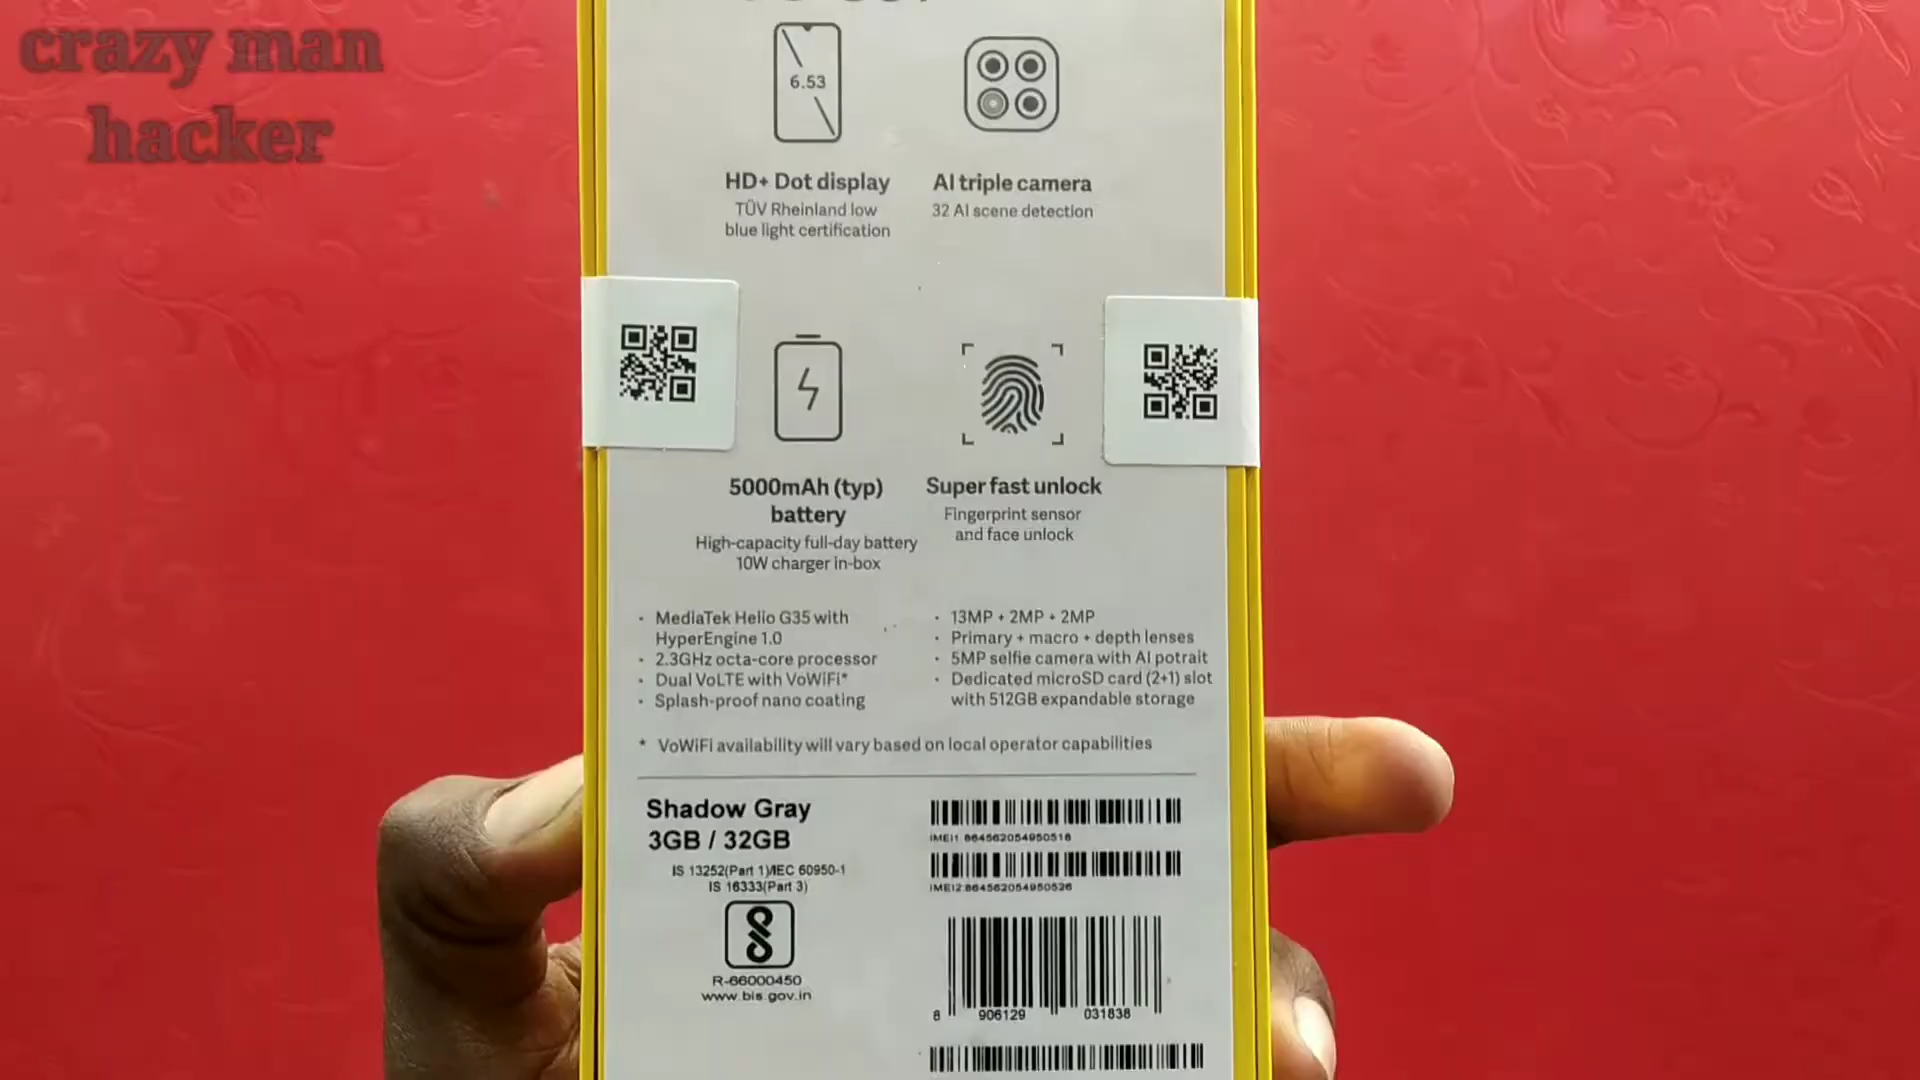 crazy man
hacker
6.53
HD+ Dot display
TÜV Rheinland low
blue light certification
AI triple camera
32 AI scene detection
5000mAh (typ)
battery
High-capacity full-day battery
10W charger in-box
Super fast unlock
Fingerprint sensor
and face unlock
· MediaTek Helio G35 with
HyperEngine 1.0
· 2.3GHz octa-core processor
· Dual VoLTE with VoWiFi*
· Splash-proof nano coating
· 13MP + 2MP + 2MP
· Primary + macro + depth lenses
· 5MP selfie camera with AI potrait
· Dedicated microSD card (2+1) slot
with 512GB expandable storage
* VoWiFi availability will vary based on local operator capabilities
Shadow Gray
3GB / 32GB
IS 13252(Part 1)/IEC 60950-1
IS 16333(Part 3)
R-66000450
www.bis.gov.in
IMEI1: 864562054950518
IMEI2:864562054950526
8 906129 031838